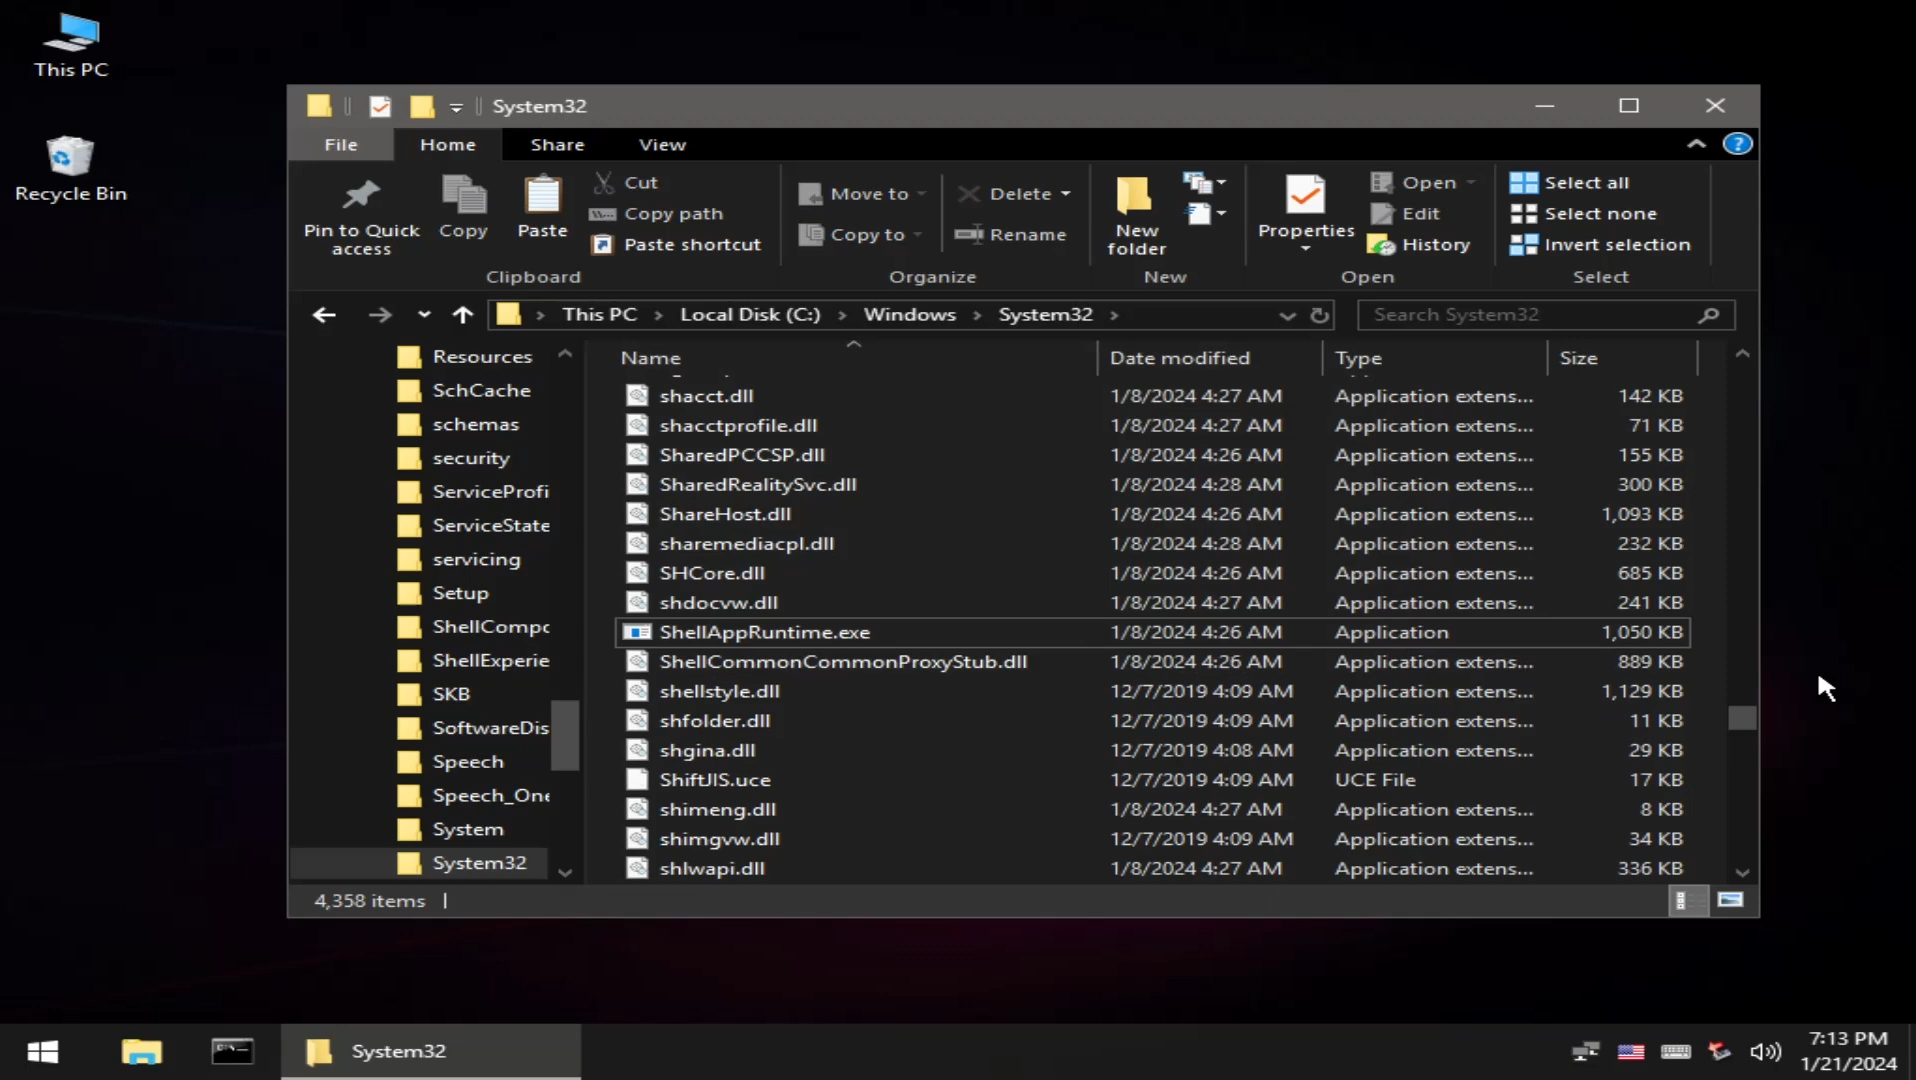 This PC
Recycle Bin
System32
File Home Share View
Pin to Quick access
Copy
Paste
Cut
Copy path
Paste shortcut
Clipboard
Move to
Copy to
Delete
Rename
Organize
New folder
New
Properties
Open
Edit
History
Open
Select all
Select none
Invert selection
Select
This PC Local Disk (C:) Windows System32
Search System32
Resources
SchCache
schemas
security
ServiceProfi
ServiceState
servicing
Setup
ShellCompc
ShellExperie
SKB
SoftwareDis
Speech
Speech_One
System
System32
Name Date modified Type Size
shacct.dll 1/8/2024 4:27 AM Application extens... 142 KB
shacctprofile.dll 1/8/2024 4:27 AM Application extens... 71 KB
SharedPCCSP.dll 1/8/2024 4:26 AM Application extens... 155 KB
SharedRealitySvc.dll 1/8/2024 4:28 AM Application extens... 300 KB
ShareHost.dll 1/8/2024 4:26 AM Application extens... 1,093 KB
sharemediacpl.dll 1/8/2024 4:28 AM Application extens... 232 KB
SHCore.dll 1/8/2024 4:26 AM Application extens... 685 KB
shdocvw.dll 1/8/2024 4:27 AM Application extens... 241 KB
ShellAppRuntime.exe 1/8/2024 4:26 AM Application 1,050 KB
ShellCommonCommonProxyStub.dll 1/8/2024 4:26 AM Application extens... 889 KB
shellstyle.dll 12/7/2019 4:09 AM Application extens... 1,129 KB
shfolder.dll 12/7/2019 4:09 AM Application extens... 11 KB
shgina.dll 12/7/2019 4:08 AM Application extens... 29 KB
ShiftJIS.uce 12/7/2019 4:09 AM UCE File 17 KB
shimeng.dll 1/8/2024 4:27 AM Application extens... 8 KB
shimgvw.dll 12/7/2019 4:09 AM Application extens... 34 KB
shlwapi.dll 1/8/2024 4:27 AM Application extens... 336 KB
4,358 items
System32
7:13 PM
1/21/2024